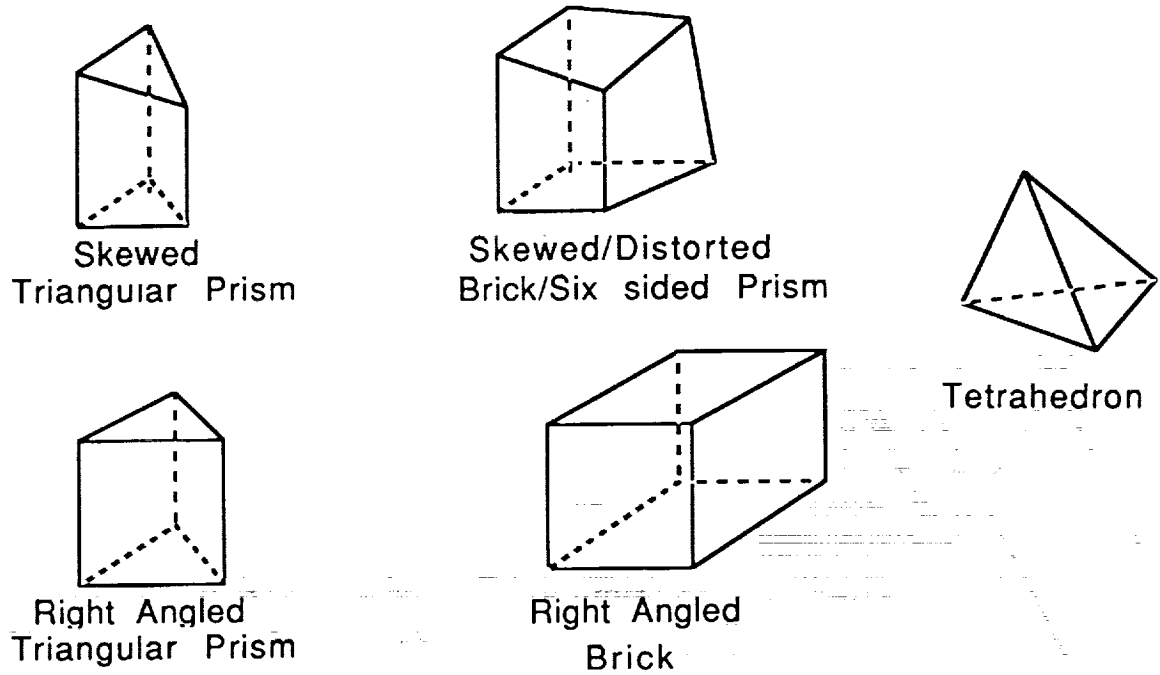 Skewed
Triangular Prism
Skewed/Distorted
Brick/Six sided Prism
Tetrahedron
Right Angled
Triangular Prism
Right Angled
Brick